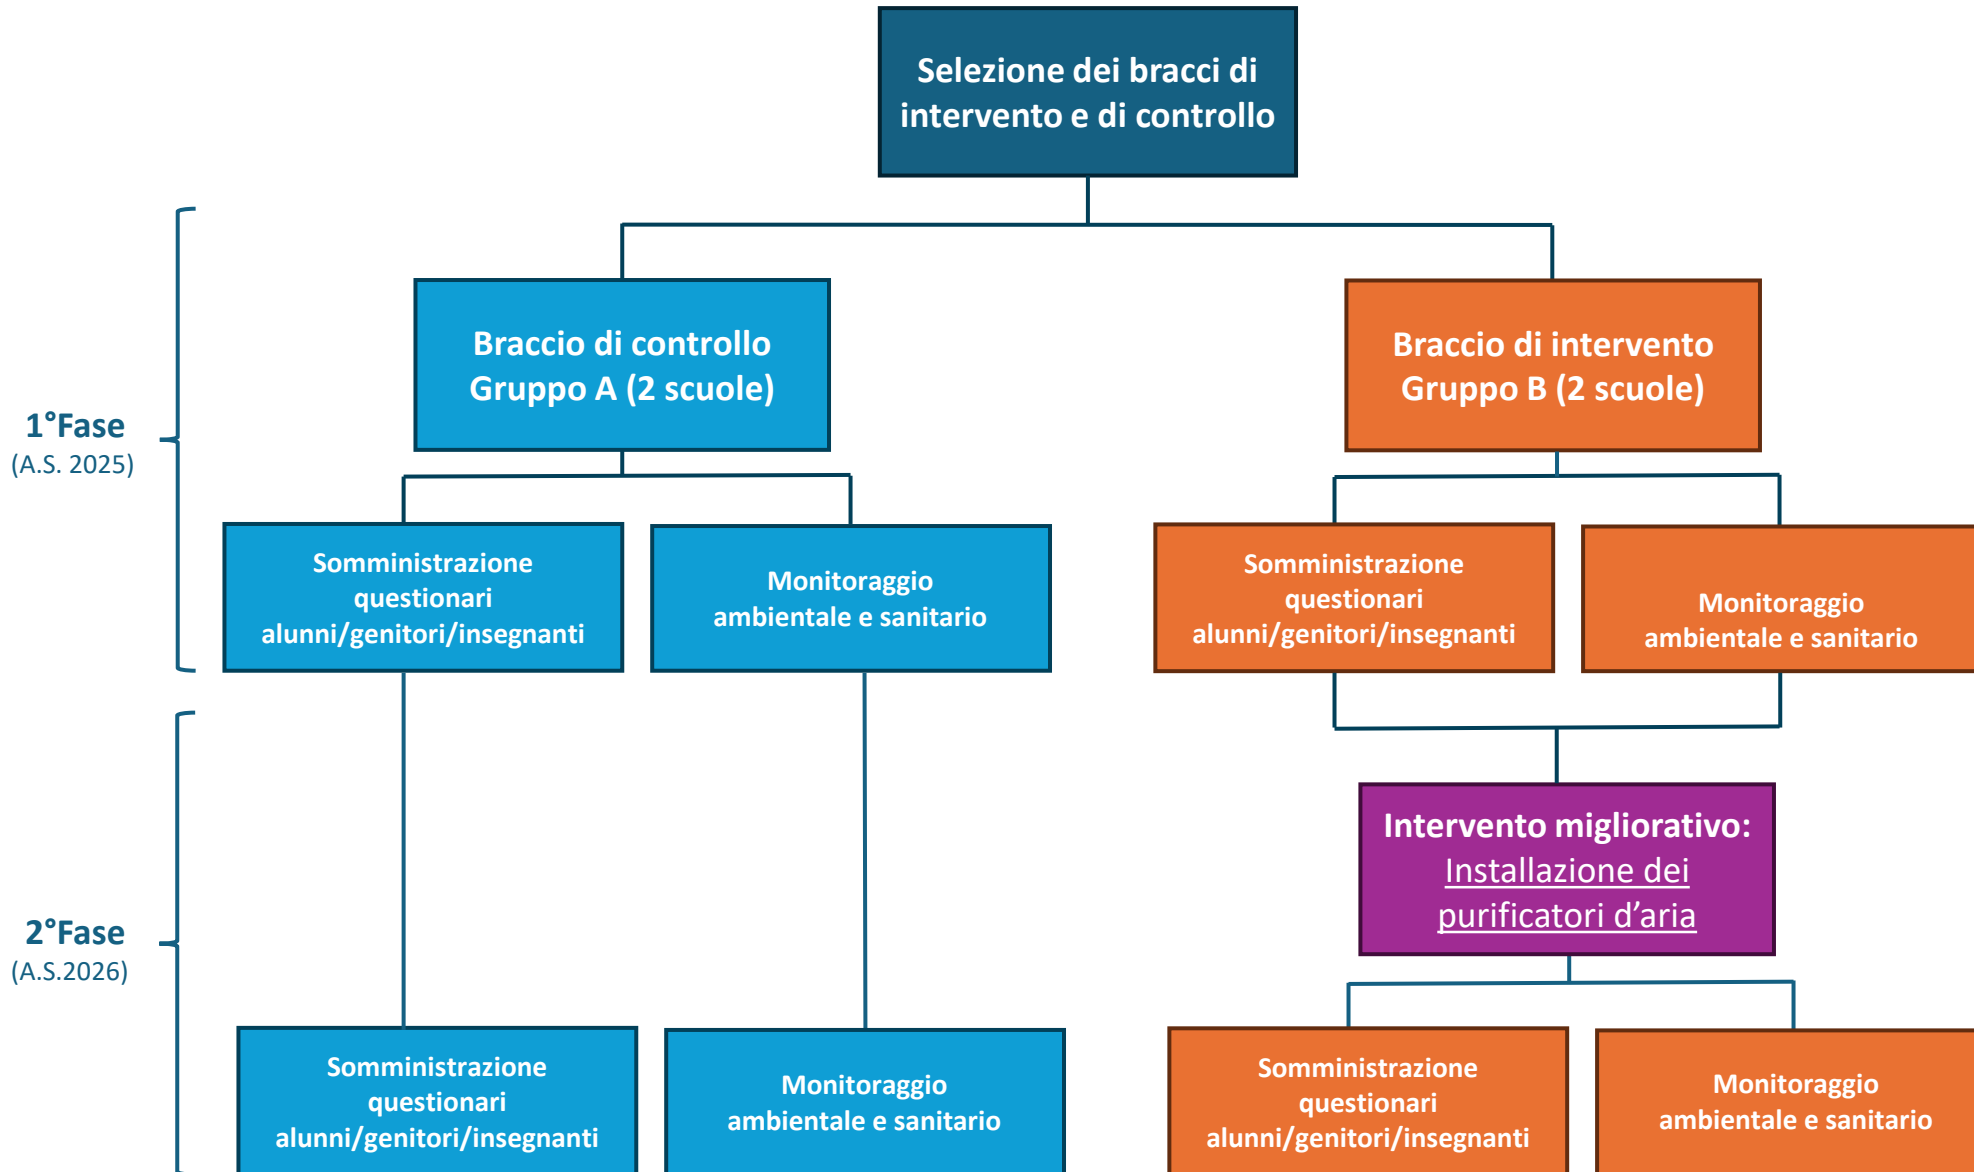 Selezione dei bracci di
intervento e di controllo
1°Fase
(A.S. 2025)
Braccio di controllo
Gruppo A (2 scuole)
Braccio di intervento
Gruppo B (2 scuole)
Somministrazione
questionari
alunni/genitori/insegnanti
Monitoraggio
ambientale e sanitario
Somministrazione
questionari
alunni/genitori/insegnanti
Monitoraggio
ambientale e sanitario
2°Fase
(A.S.2026)
Intervento migliorativo:
Installazione dei
purificatori d’aria
Somministrazione
questionari
alunni/genitori/insegnanti
Monitoraggio
ambientale e sanitario
Somministrazione
questionari
alunni/genitori/insegnanti
Monitoraggio
ambientale e sanitario